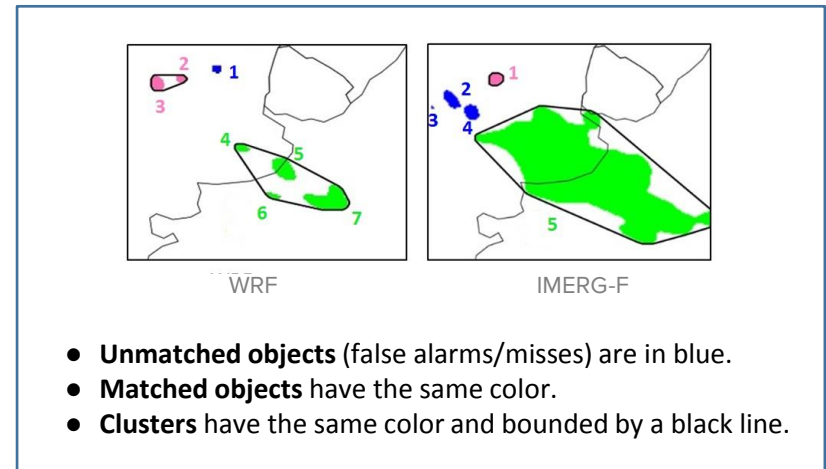 2
1
3
4
5
6
7
1
2
3
4
5
WRF
IMERG-F
● Unmatched objects (false alarms/misses) are in blue.
● Matched objects have the same color.
● Clusters have the same color and bounded by a black line.